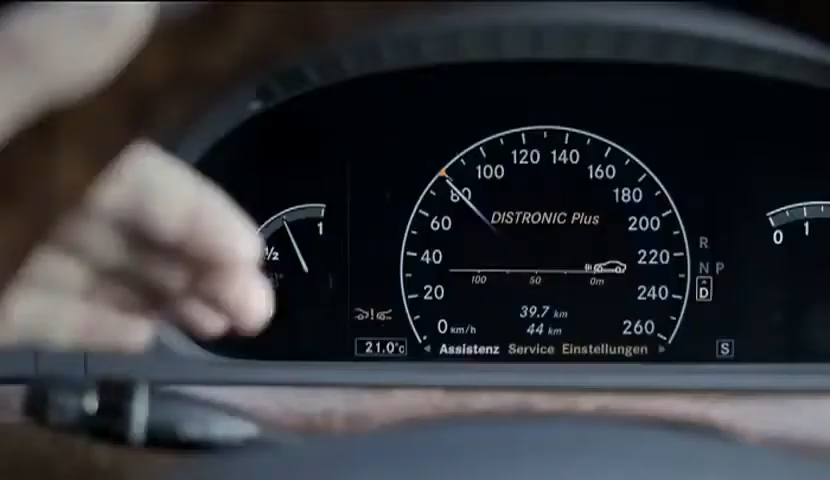 120 140
100 160
80 180
DISTRONIC Plus
60 200
1
R
0 1
½
40 220
N P
100 50 0m
20 240
D
39.7 km
0 km/h 44 km 260
21.0°C Assistenz Service Einstellungen S